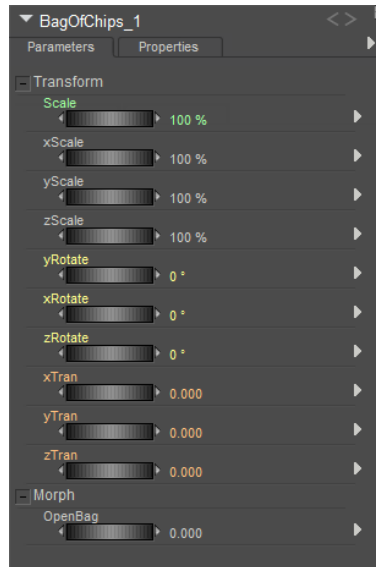 BagOfChips_1
Parameters Properties
Transform
Scale
100 %
xScale
100 %
yScale
100 %
zScale
100 %
yRotate
0 °
xRotate
0 °
zRotate
0 °
xTran
0.000
yTran
0.000
zTran
0.000
Morph
OpenBag
0.000